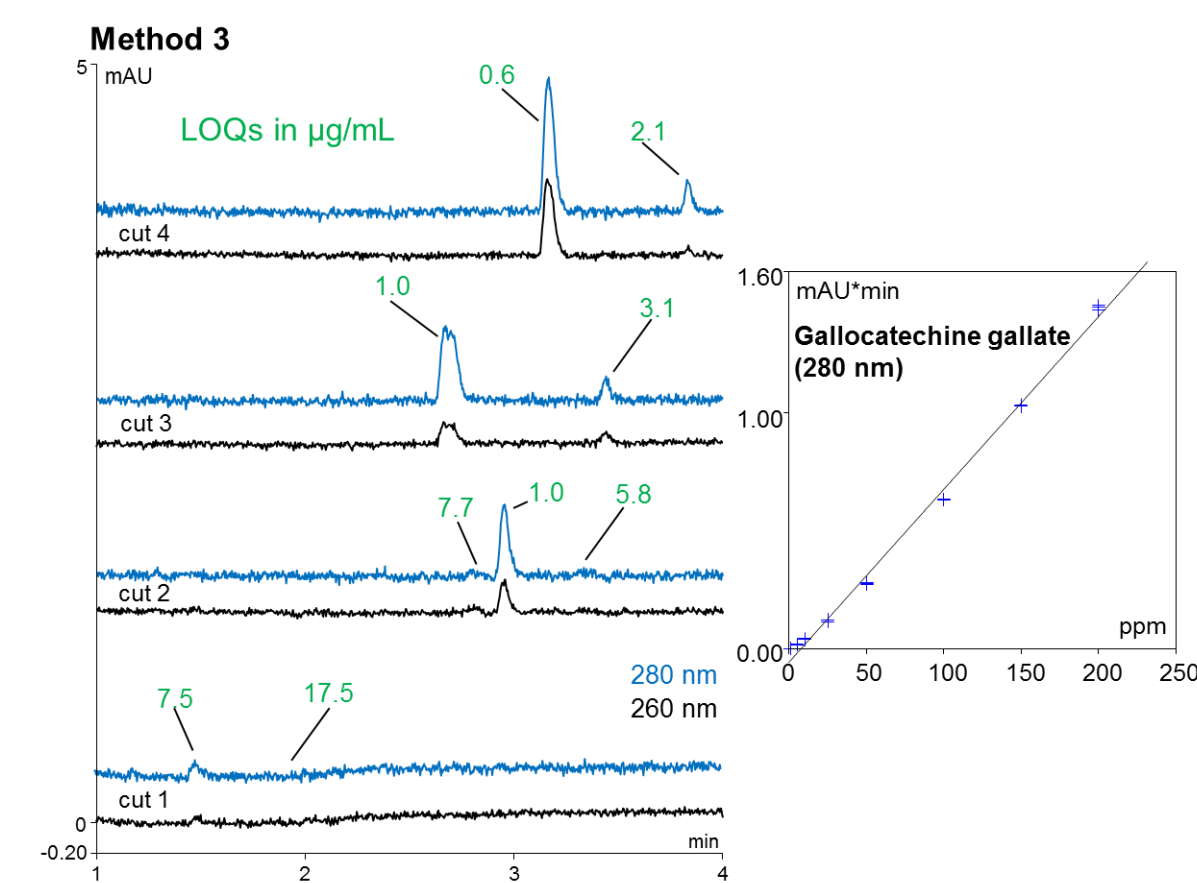 Method 3
5
mAU
LOQs in µg/mL
0.6
2.1
cut 4
1.0
3.1
cut 3
7.7
1.0
5.8
cut 2
280 nm
260 nm
7.5
17.5
cut 1
0
-0.20
min
1
2
3
4
1.60
mAU*min
Gallocatechine gallate
(280 nm)
1.00
ppm
0.00
0
50
100
150
200
250